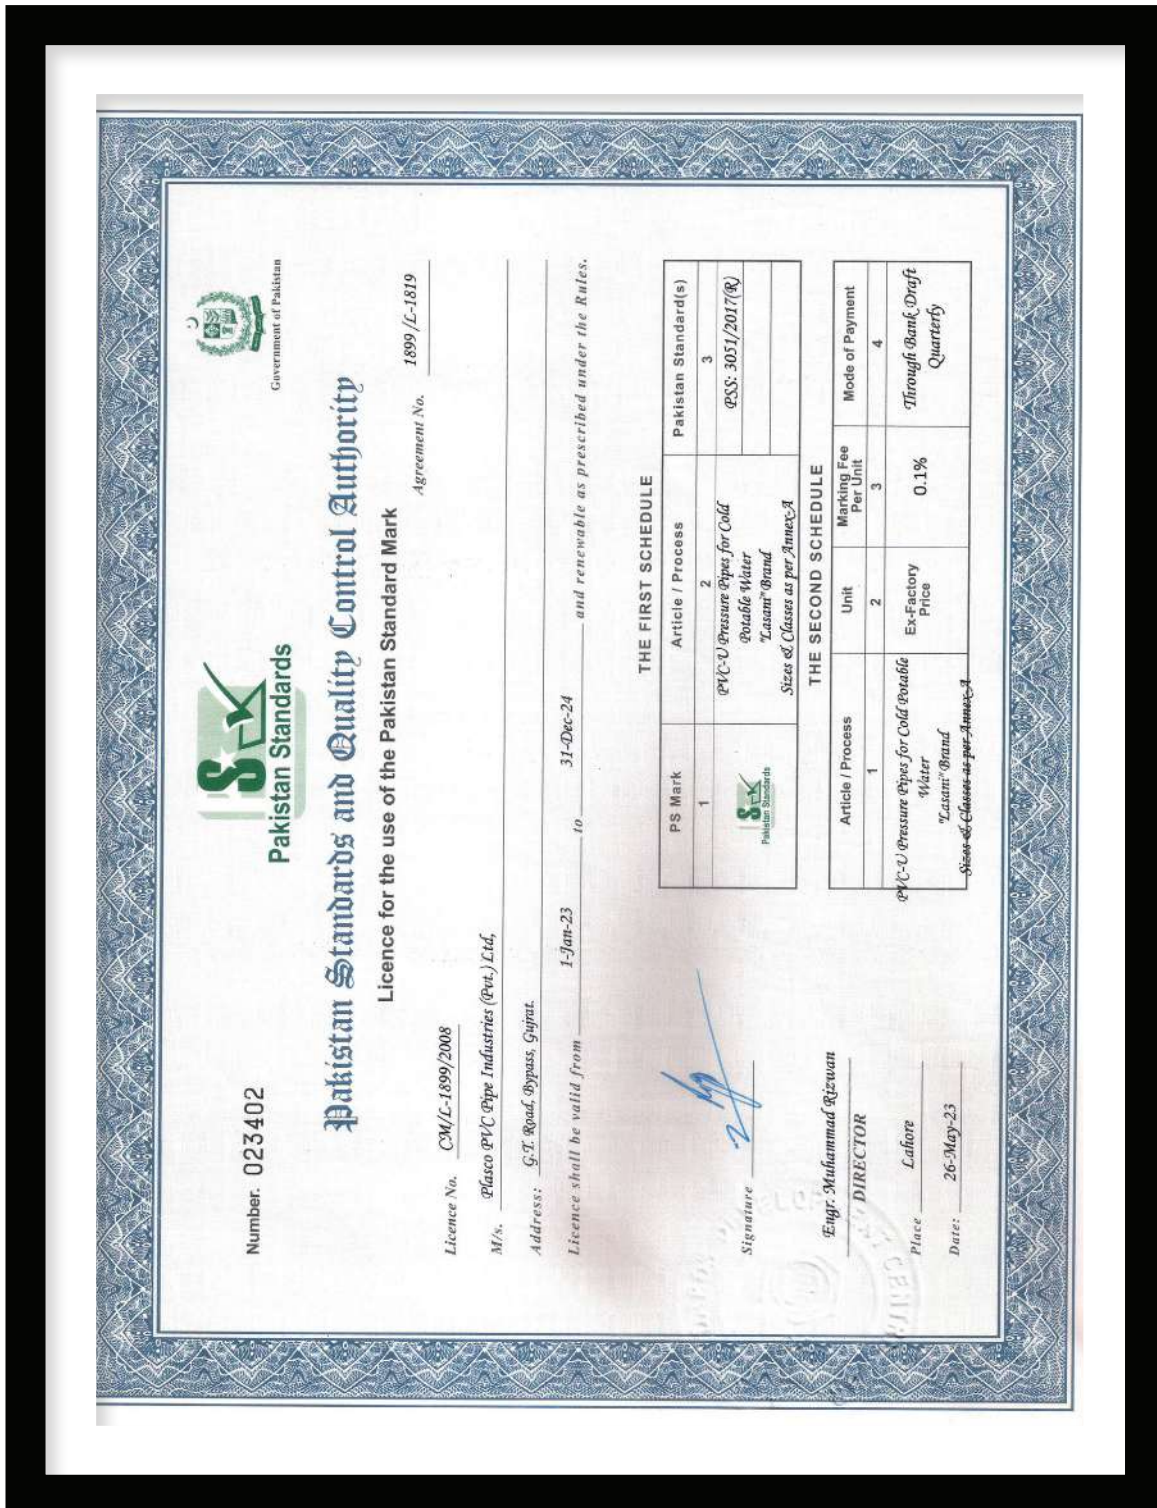 Number. 023402
Pakistan Standards
Government of Pakistan
Pakistan Standards and Quality Control Authority
Licence for the use of the Pakistan Standard Mark
Agreement No. 1899/L-1819
Licence No. CM/L-1899/2008
M/s. Plasco PVC Pipe Industries (Pvt.) Ltd,
Address: G.T. Road, Bypass, Gujrat.
Licence shall be valid from 1-Jan-23 to 31-Dec-24 and renewable as prescribed under the Rules.
THE FIRST SCHEDULE
PS Mark Article / Process Pakistan Standard(s)
1 2 3
Pakistan Standards
PVC-U Pressure Pipes for Cold PSS: 3051/2017(R)
Potable Water
"Lasani" Brand
Sizes & Classes as per Annex-A
THE SECOND SCHEDULE
Article / Process Unit Marking Fee Per Unit Mode of Payment
1 2 3 4
PVC-U Pressure Pipes for Cold Potable Ex-Factory 0.1% Through Bank Draft
Water Price Quarterly
"Lasani" Brand
Sizes & Classes as per Annex-A
Signature
Engr. Muhammad Rizwan
DIRECTOR
Place Lahore
Date: 26-May-23